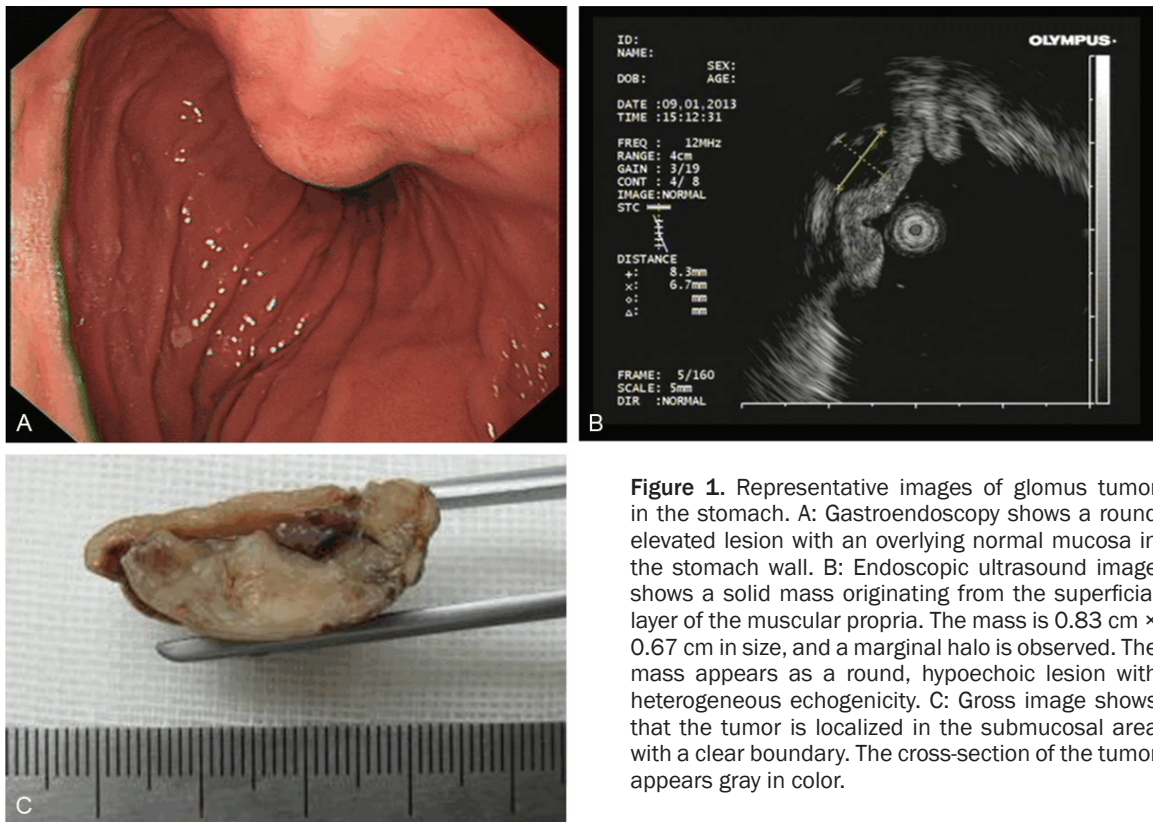 A
ID:
NAME:
SEX:
DOB: AGE:
DATE :09,01,2013
TIME :15:12:31
FREQ : 12MHz
RANGE: 4cm
GAIN : 3/19
CONT : 4/ 8
IMAGE:NORMAL
STC
DISTANCE
+: 8.3mm
×: 6.7mm
◇: mm
△: mm
FRAME: 5/160
SCALE: 5mm
DIR :NORMAL
OLYMPUS
B
C
Figure 1. Representative images of glomus tumor
in the stomach. A: Gastroendoscopy shows a round
elevated lesion with an overlying normal mucosa in
the stomach wall. B: Endoscopic ultrasound image
shows a solid mass originating from the superficia
layer of the muscular propria. The mass is 0.83 cm ×
0.67 cm in size, and a marginal halo is observed. The
mass appears as a round, hypoechoic lesion with
heterogeneous echogenicity. C: Gross image shows
that the tumor is localized in the submucosal area
with a clear boundary. The cross-section of the tumor
appears gray in color.